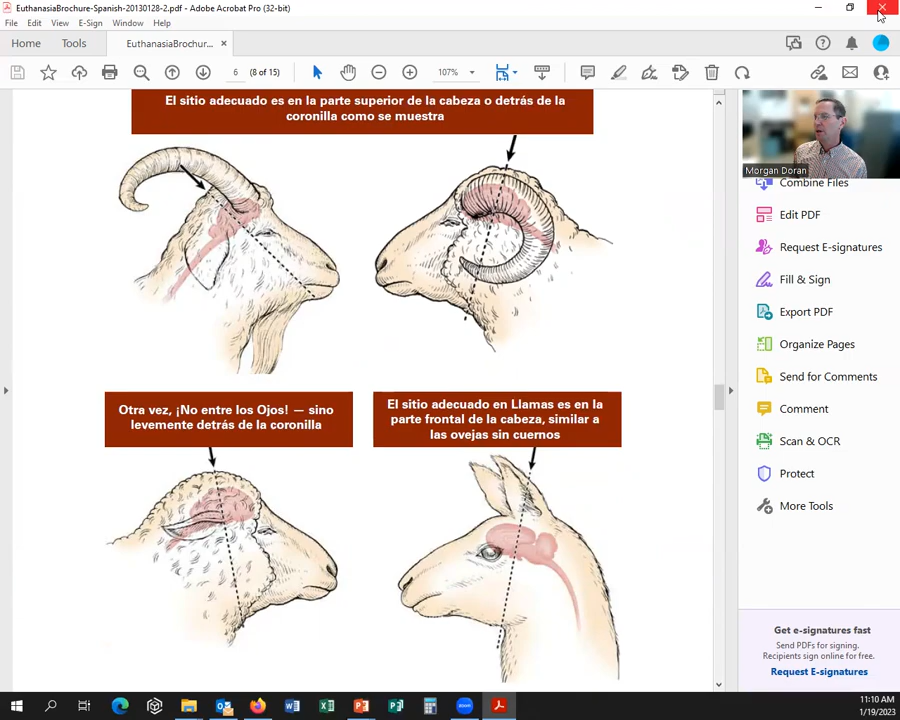 EuthanasiaBrochure-Spanish-20130128-2.pdf - Adobe Acrobat Pro (32-bit)
File Edit View E-Sign Window Help
Home Tools EuthanasiaBrochur... ×
6 (8 of 15) 107%
El sitio adecuado es en la parte superior de la cabeza o detrás de la
coronilla como se muestra
Otra vez, ¡No entre los Ojos! — sino
levemente detrás de la coronilla
El sitio adecuado en Llamas es en la
parte frontal de la cabeza, similar a
las ovejas sin cuernos
Morgan Doran
Combine Files
Edit PDF
Request E-signatures
Fill & Sign
Export PDF
Organize Pages
Send for Comments
Comment
Scan & OCR
Protect
More Tools
Get e-signatures fast
Send PDFs for signing.
Recipients sign online for free.
Request E-signatures
zoom
11:10 AM
1/19/2023